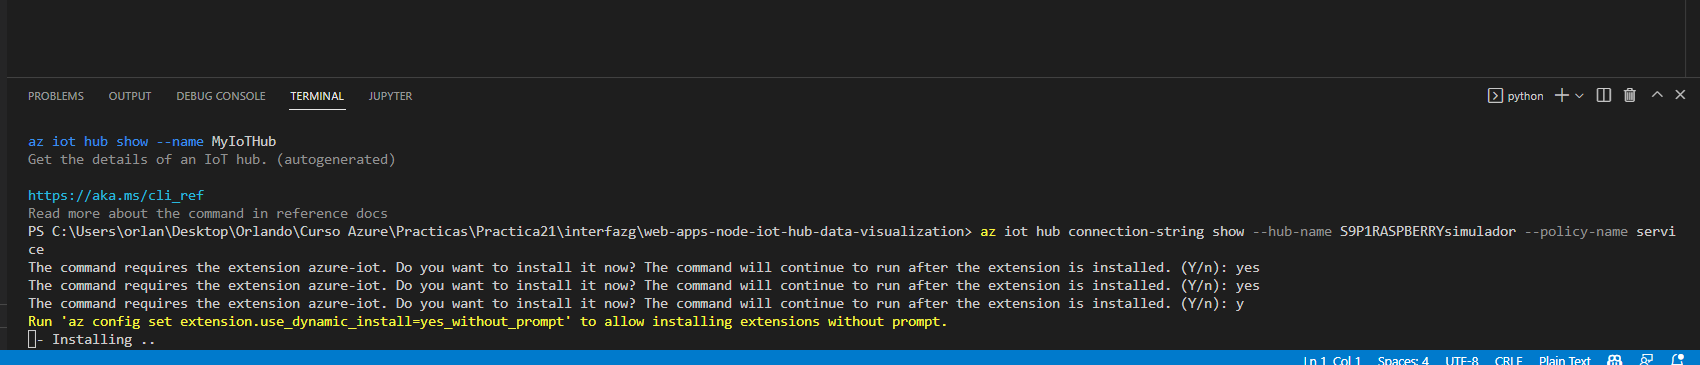 PROBLEMS OUTPUT DEBUG CONSOLE TERMINAL JUPYTER python
az iot hub show --name MyIoTHub
Get the details of an IoT hub. (autogenerated)
https://aka.ms/cli_ref
Read more about the command in reference docs
PS C:\Users\orlan\Desktop\Orlando\Curso Azure\Practicas\Practica21\interfazg\web-apps-node-iot-hub-data-visualization> az iot hub connection-string show --hub-name S9P1RASPBERRYsimulador --policy-name servi
ce
The command requires the extension azure-iot. Do you want to install it now? The command will continue to run after the extension is installed. (Y/n): yes
The command requires the extension azure-iot. Do you want to install it now? The command will continue to run after the extension is installed. (Y/n): yes
The command requires the extension azure-iot. Do you want to install it now? The command will continue to run after the extension is installed. (Y/n): y
Run 'az config set extension.use_dynamic_install=yes_without_prompt' to allow installing extensions without prompt.
- Installing ..
Ln 1, Col 1 Spaces: 4 UTF-8 CRLF Plain Text